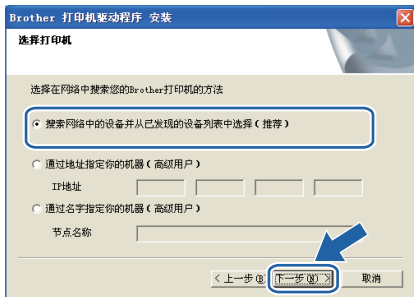 Brother 打印机驱动程序 安装
选择打印机
选择在网络中搜索您的Brother打印机的方法
搜索网络中的设备并从已发现的设备列表中选择(推荐)
通过地址指定你的机器(高级用户)
IP地址
通过名字指定你的机器(高级用户)
节点名称
<上一步(B) 下一步(N)> 取消